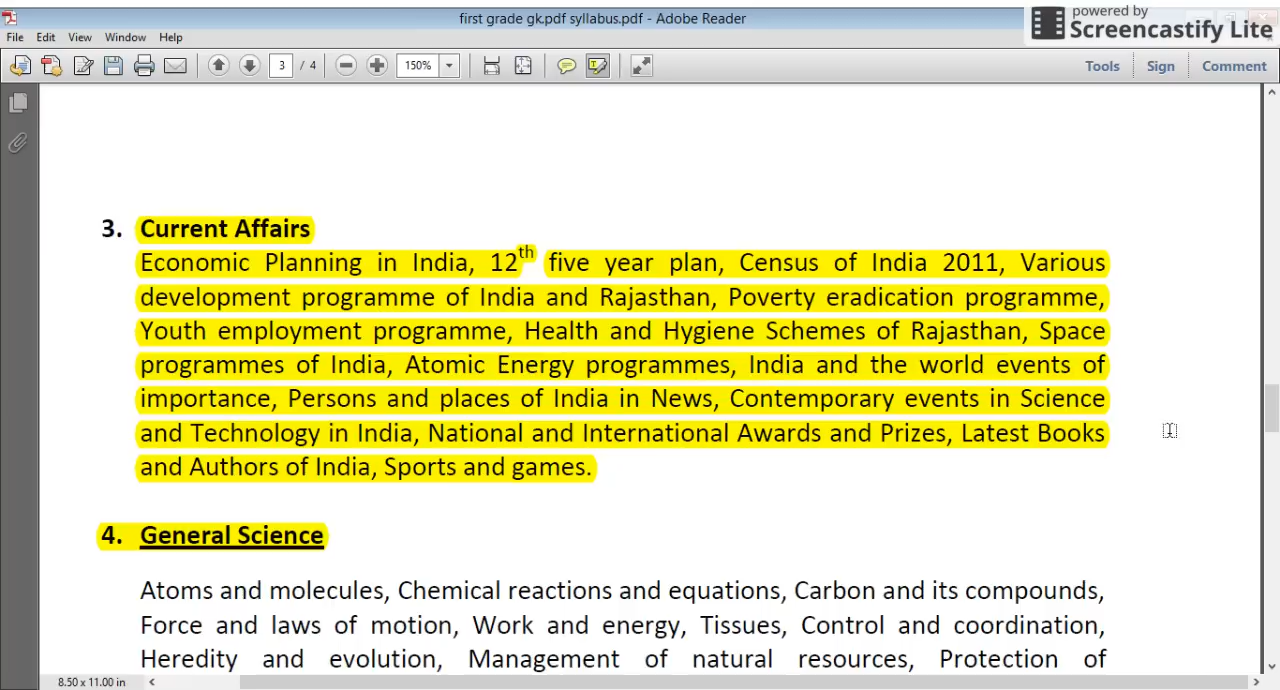 first grade gk.pdf syllabus.pdf - Adobe Reader
powered by
Screencastify Lite
File Edit View Window Help
3 / 4 150% Tools Sign Comment
3. Current Affairs
Economic Planning in India, 12th five year plan, Census of India 2011, Various
development programme of India and Rajasthan, Poverty eradication programme,
Youth employment programme, Health and Hygiene Schemes of Rajasthan, Space
programmes of India, Atomic Energy programmes, India and the world events of
importance, Persons and places of India in News, Contemporary events in Science
and Technology in India, National and International Awards and Prizes, Latest Books
and Authors of India, Sports and games.
4. General Science
Atoms and molecules, Chemical reactions and equations, Carbon and its compounds,
Force and laws of motion, Work and energy, Tissues, Control and coordination,
Heredity and evolution, Management of natural resources, Protection of
8.50 x 11.00 in